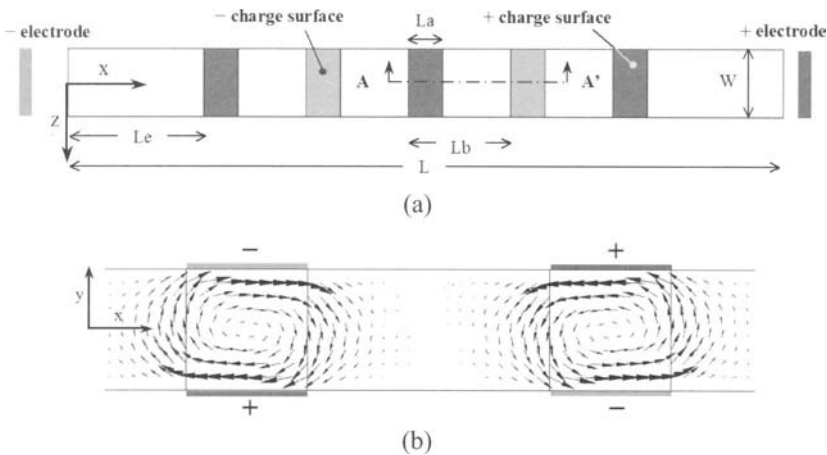 − charge surface La + charge surface
− electrode + electrode
X A A' W
Z
Le Lb
L
(a)
− +
y
x
+ −
(b)